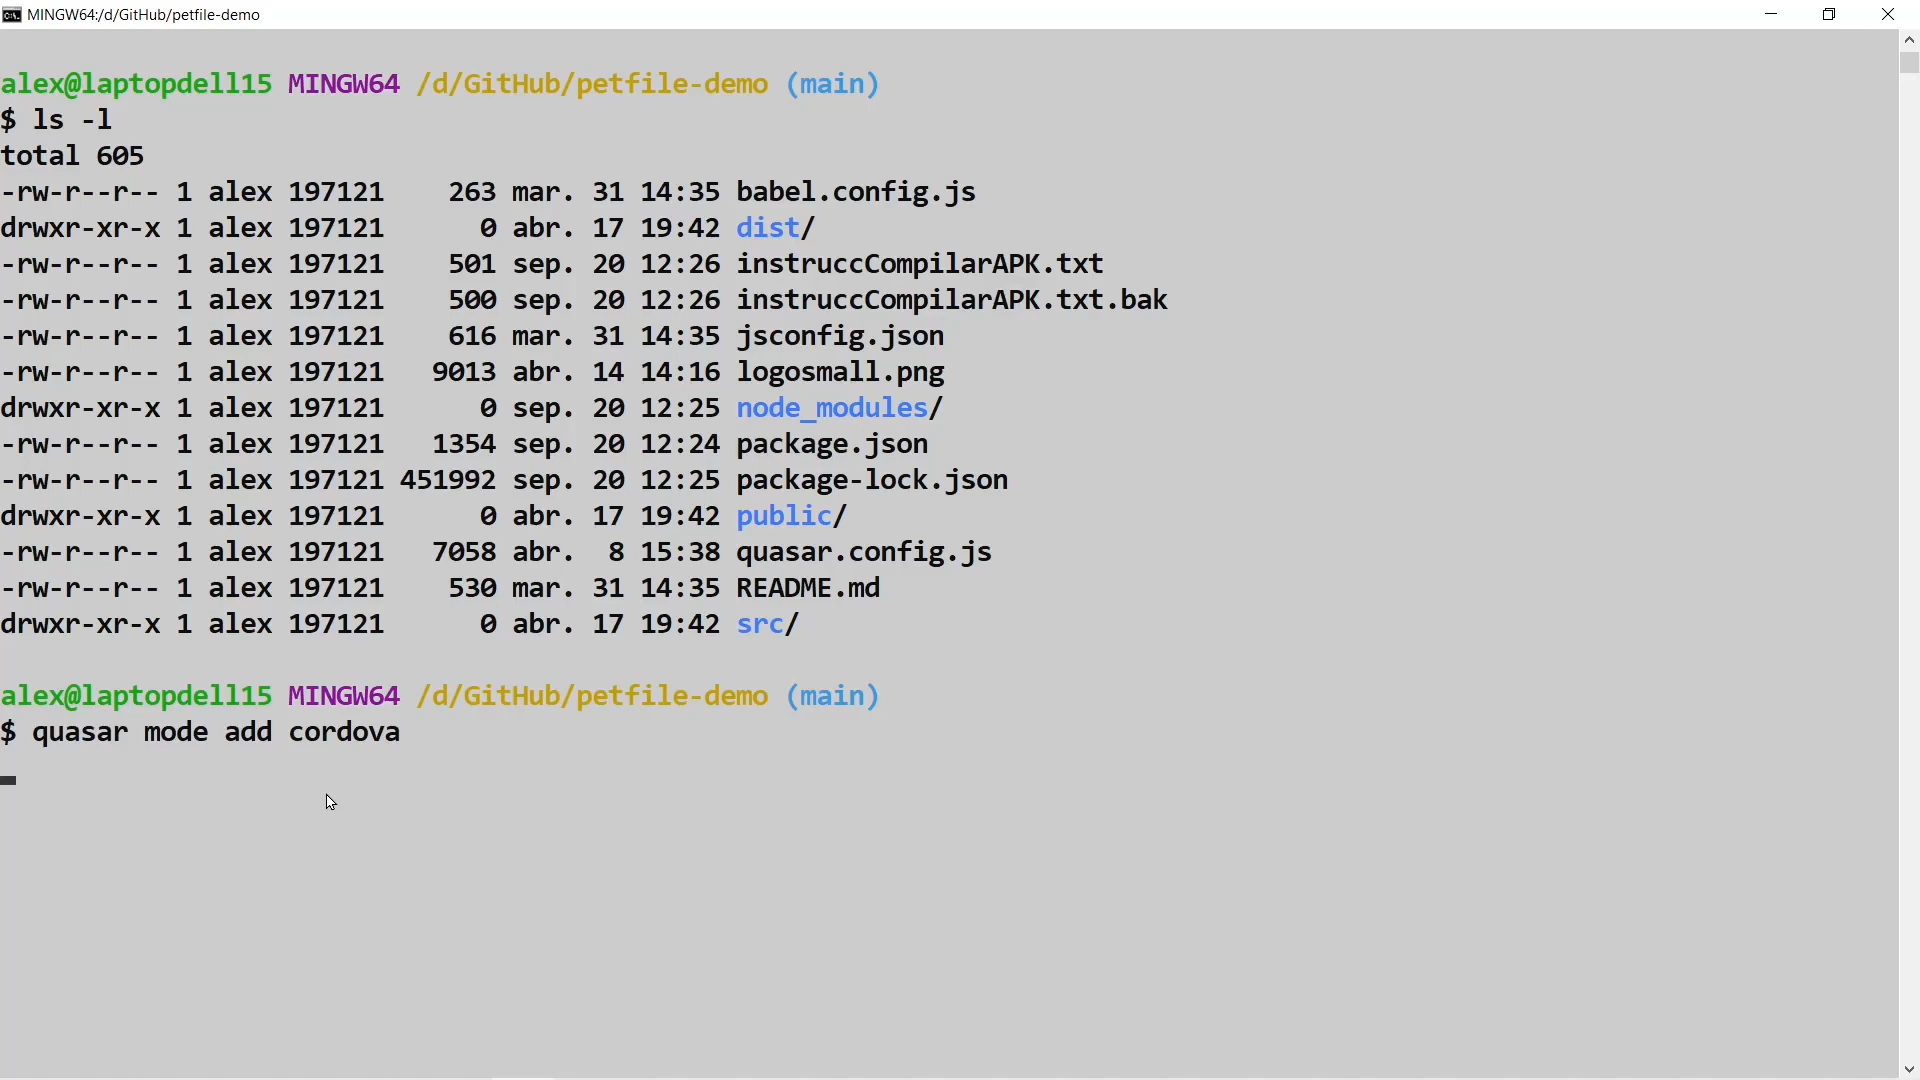 MINGW64:/d/GitHub/petfile-demo
alex@laptopdell15 MINGW64 /d/GitHub/petfile-demo (main)
$ ls -l
total 605
-rw-r--r-- 1 alex 197121    263 mar. 31 14:35 babel.config.js
drwxr-xr-x 1 alex 197121      0 abr. 17 19:42 dist/
-rw-r--r-- 1 alex 197121    501 sep. 20 12:26 instruccCompilarAPK.txt
-rw-r--r-- 1 alex 197121    500 sep. 20 12:26 instruccCompilarAPK.txt.bak
-rw-r--r-- 1 alex 197121    616 mar. 31 14:35 jsconfig.json
-rw-r--r-- 1 alex 197121   9013 abr. 14 14:16 logosmall.png
drwxr-xr-x 1 alex 197121      0 sep. 20 12:25 node_modules/
-rw-r--r-- 1 alex 197121   1354 sep. 20 12:24 package.json
-rw-r--r-- 1 alex 197121 451992 sep. 20 12:25 package-lock.json
drwxr-xr-x 1 alex 197121      0 abr. 17 19:42 public/
-rw-r--r-- 1 alex 197121   7058 abr.  8 15:38 quasar.config.js
-rw-r--r-- 1 alex 197121    530 mar. 31 14:35 README.md
drwxr-xr-x 1 alex 197121      0 abr. 17 19:42 src/
alex@laptopdell15 MINGW64 /d/GitHub/petfile-demo (main)
$ quasar mode add cordova